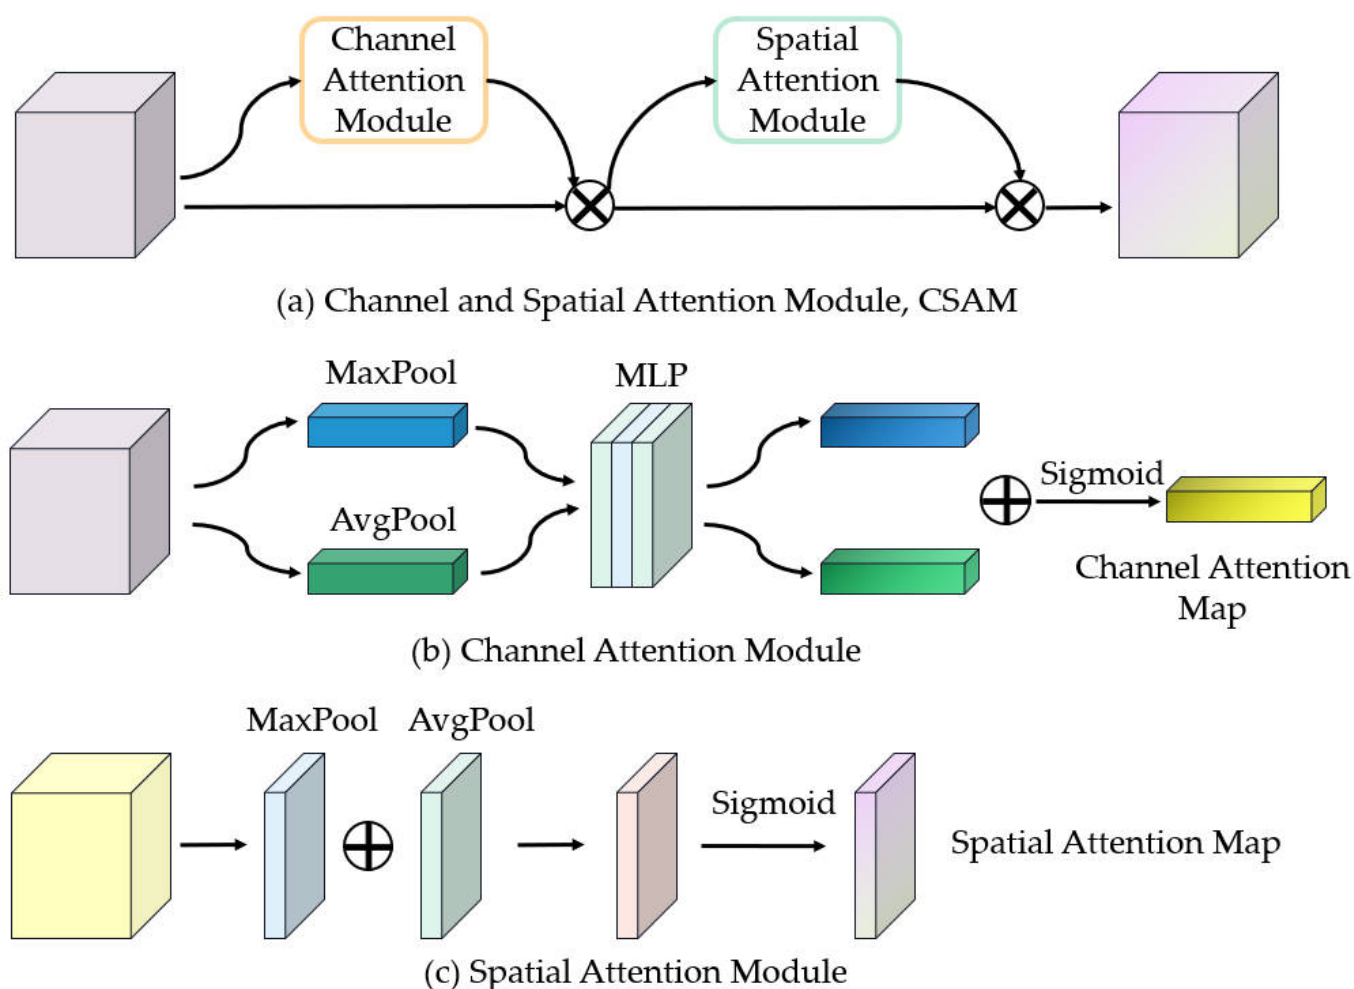 Channel
Attention
Module
Spatial
Attention
Module
(a) Channel and Spatial Attention Module, CSAM
MaxPool
MLP
AvgPool
Sigmoid
Channel Attention
Map
(b) Channel Attention Module
MaxPool
AvgPool
Sigmoid
Spatial Attention Map
(c) Spatial Attention Module